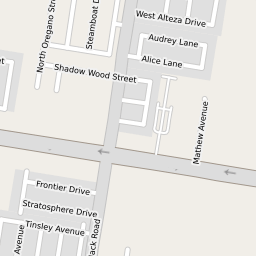 West Alteza Drive
Steamboat D
North Oregano Stre
Audrey Lane
Alice Lane
Shadow Wood Street
Mathew Avenue
Frontier Drive
Stratosphere Drive
Tinsley Avenue
Avenue
ack Road